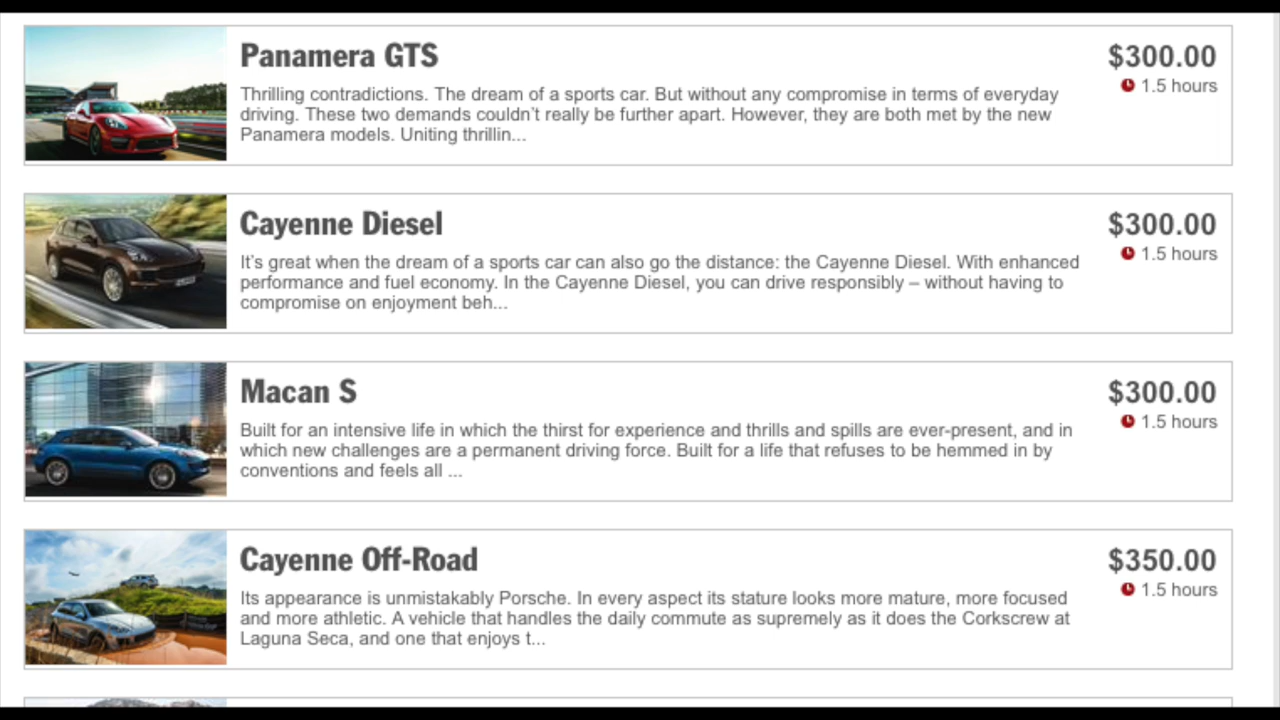 Panamera GTS
$300.00
1.5 hours
Thrilling contradictions. The dream of a sports car. But without any compromise in terms of everyday
driving. These two demands couldn’t really be further apart. However, they are both met by the new
Panamera models. Uniting thrillin...
Cayenne Diesel
$300.00
1.5 hours
It’s great when the dream of a sports car can also go the distance: the Cayenne Diesel. With enhanced
performance and fuel economy. In the Cayenne Diesel, you can drive responsibly – without having to
compromise on enjoyment beh...
Macan S
$300.00
1.5 hours
Built for an intensive life in which the thirst for experience and thrills and spills are ever-present, and in
which new challenges are a permanent driving force. Built for a life that refuses to be hemmed in by
conventions and feels all ...
Cayenne Off-Road
$350.00
1.5 hours
Its appearance is unmistakably Porsche. In every aspect its stature looks more mature, more focused
and more athletic. A vehicle that handles the daily commute as supremely as it does the Corkscrew at
Laguna Seca, and one that enjoys t...